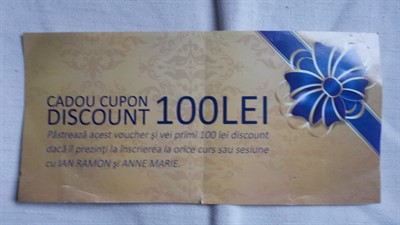 CADOU CUPON
DISCOUNT 100LEI
Păstrează acest voucher și vei primi 100 lei discount
dacă îl prezinți la înscrierea la orice curs sau sesiune
cu IAN RAMON și ANNE MARIE.